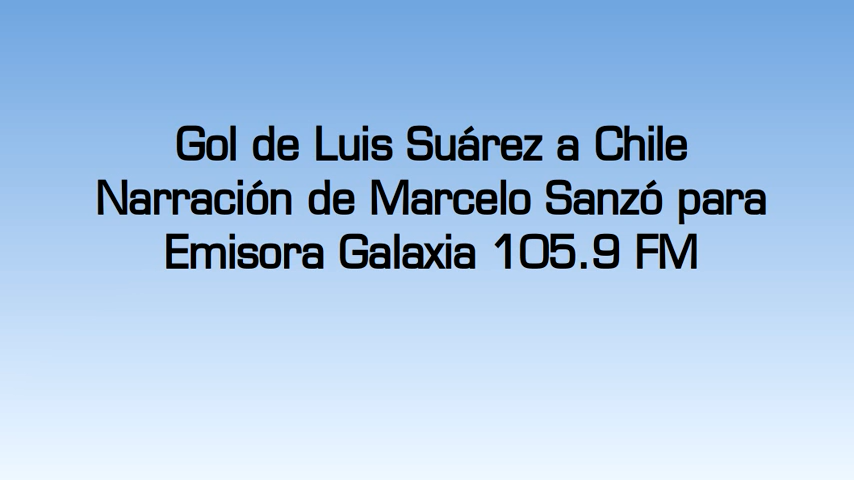 Gol de Luis Suárez a Chile
Narración de Marcelo Sanzó para
Emisora Galaxia 105.9 FM